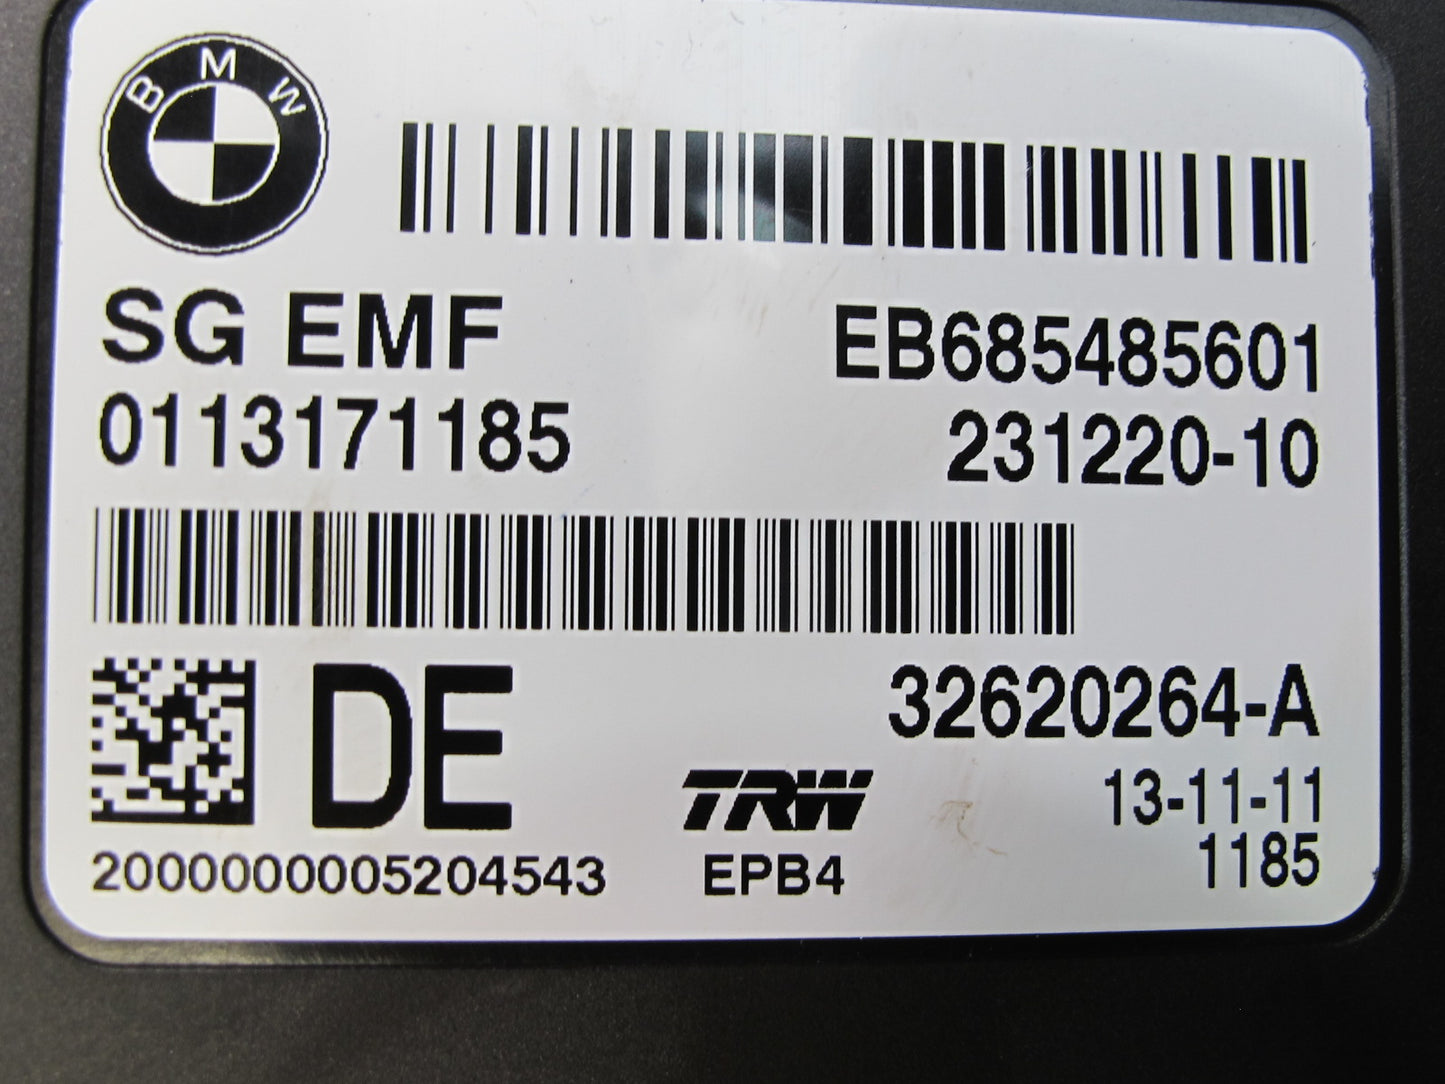 BMW
SG EMF
EB685485601
0113171185
231220-10
DE
32620264-A
TRW
13-11-11
2000000005204543
EPB4
1185